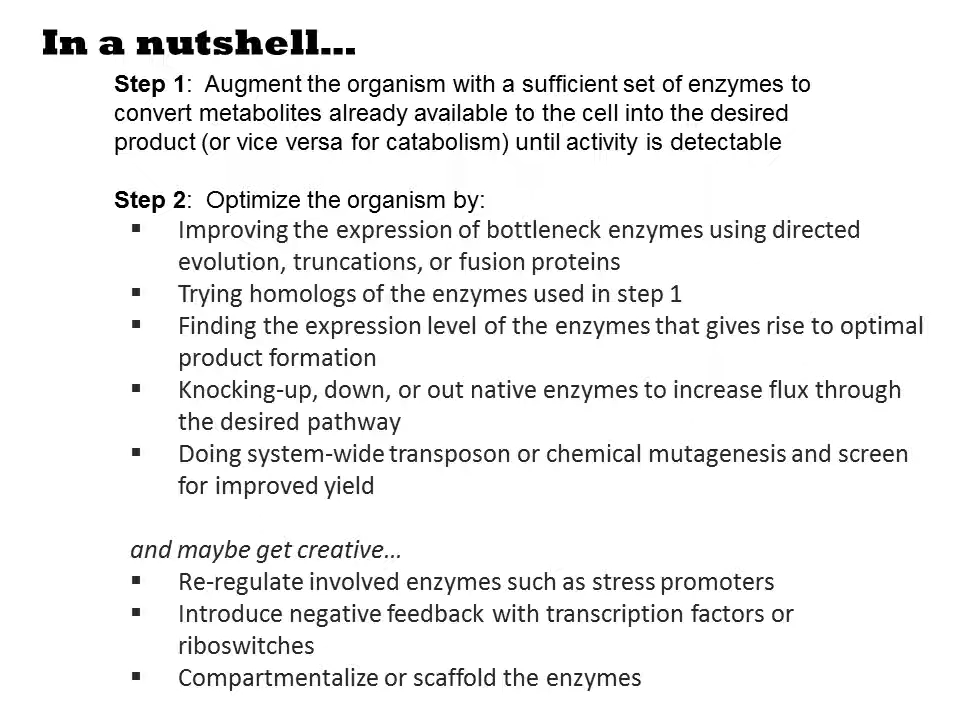 In a nutshell...
Step 1:  Augment the organism with a sufficient set of enzymes to
convert metabolites already available to the cell into the desired
product (or vice versa for catabolism) until activity is detectable
Step 2:  Optimize the organism by:
▪ Improving the expression of bottleneck enzymes using directed
evolution, truncations, or fusion proteins
▪ Trying homologs of the enzymes used in step 1
▪ Finding the expression level of the enzymes that gives rise to optimal
product formation
▪ Knocking-up, down, or out native enzymes to increase flux through
the desired pathway
▪ Doing system-wide transposon or chemical mutagenesis and screen
for improved yield
and maybe get creative...
▪ Re-regulate involved enzymes such as stress promoters
▪ Introduce negative feedback with transcription factors or
riboswitches
▪ Compartmentalize or scaffold the enzymes